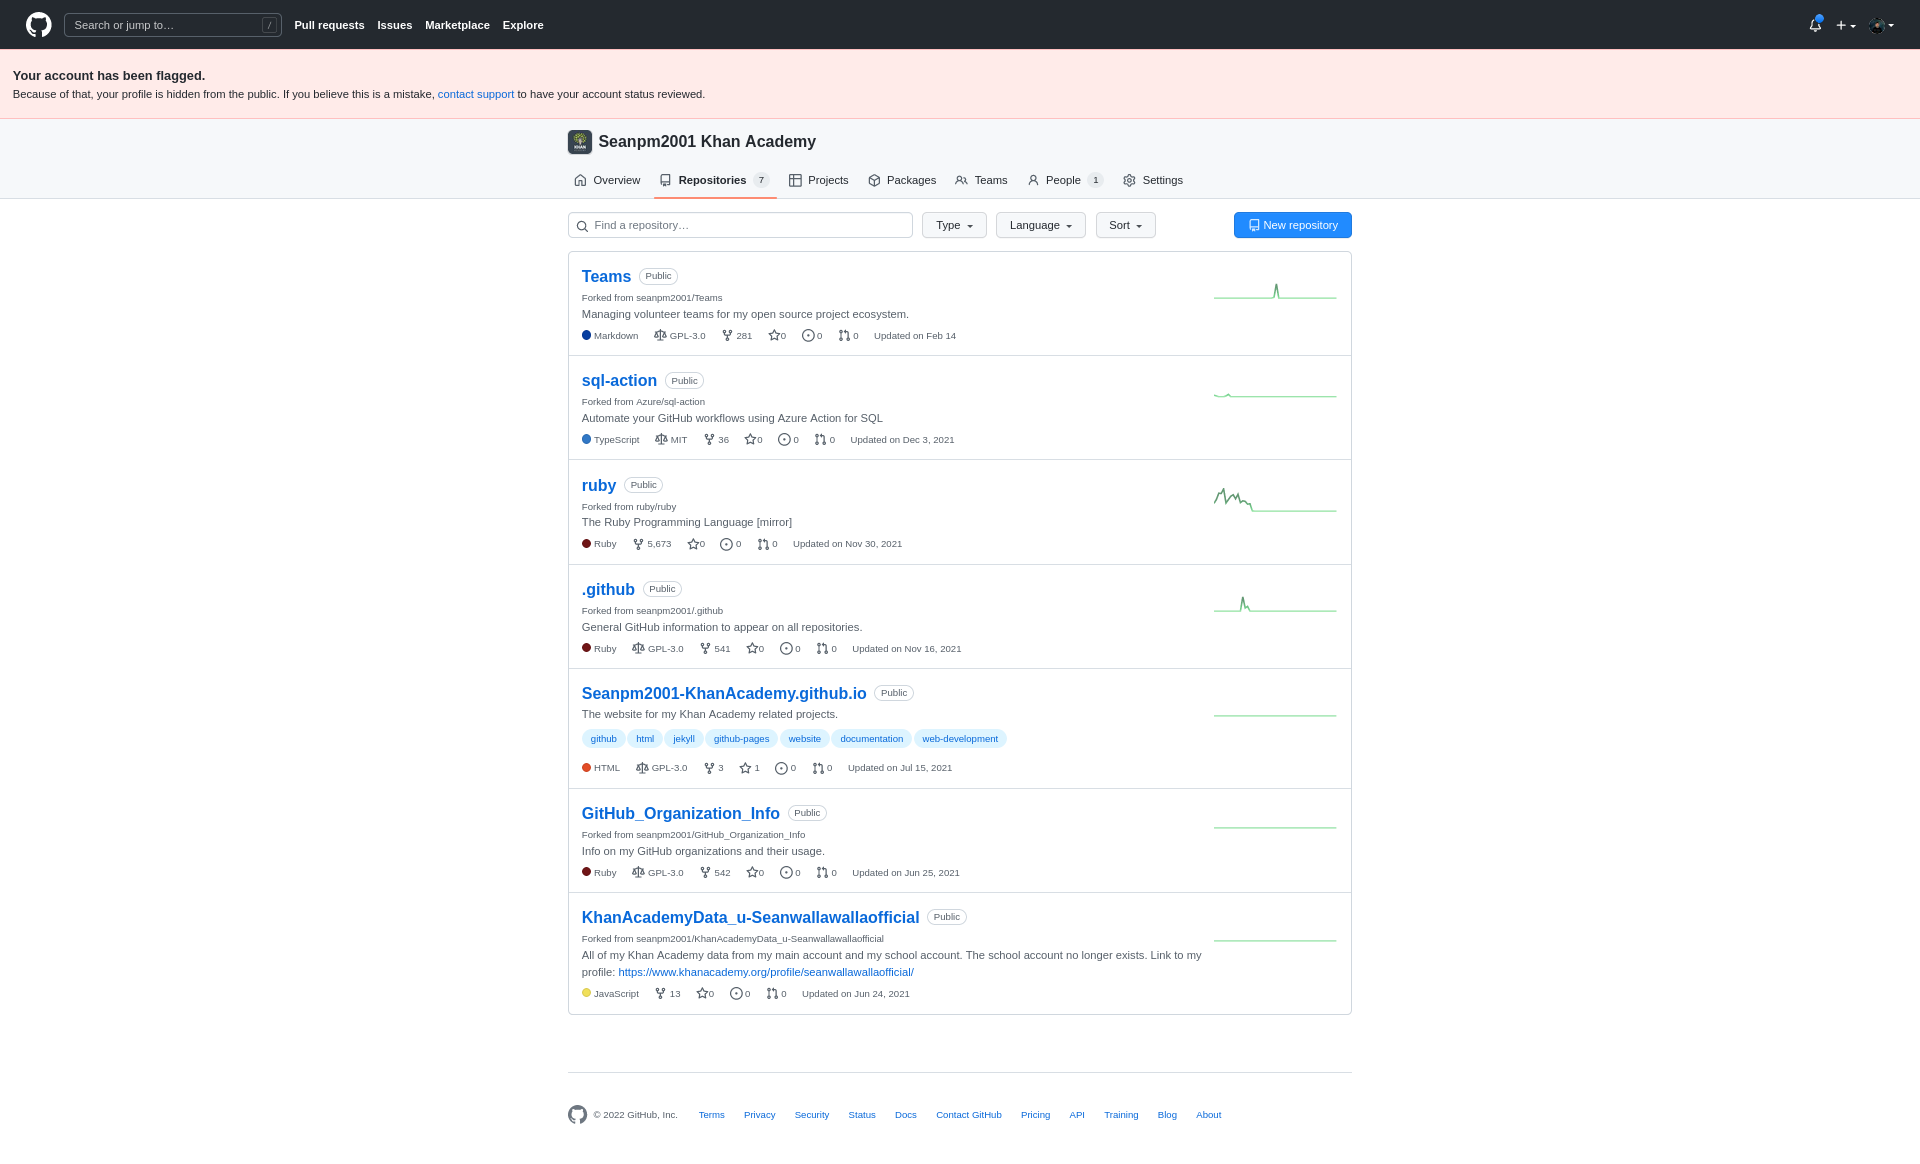 Search or jump to… / Pull requests Issues Marketplace Explore
Your account has been flagged.
Because of that, your profile is hidden from the public. If you believe this is a mistake, contact support to have your account status reviewed.
KHAN Seanpm2001 Khan Academy
Overview Repositories 7 Projects Packages Teams People 1 Settings
Find a repository… Type Language Sort New repository
Teams Public
Forked from seanpm2001/Teams
Managing volunteer teams for my open source project ecosystem.
Markdown GPL-3.0 281 0 0 0 Updated on Feb 14
sql-action Public
Forked from Azure/sql-action
Automate your GitHub workflows using Azure Action for SQL
TypeScript MIT 36 0 0 0 Updated on Dec 3, 2021
ruby Public
Forked from ruby/ruby
The Ruby Programming Language [mirror]
Ruby 5,673 0 0 0 Updated on Nov 30, 2021
.github Public
Forked from seanpm2001/.github
General GitHub information to appear on all repositories.
Ruby GPL-3.0 541 0 0 0 Updated on Nov 16, 2021
Seanpm2001-KhanAcademy.github.io Public
The website for my Khan Academy related projects.
github html jekyll github-pages website documentation web-development
HTML GPL-3.0 3 1 0 0 Updated on Jul 15, 2021
GitHub_Organization_Info Public
Forked from seanpm2001/GitHub_Organization_Info
Info on my GitHub organizations and their usage.
Ruby GPL-3.0 542 0 0 0 Updated on Jun 25, 2021
KhanAcademyData_u-Seanwallawallaofficial Public
Forked from seanpm2001/KhanAcademyData_u-Seanwallawallaofficial
All of my Khan Academy data from my main account and my school account. The school account no longer exists. Link to my
profile: https://www.khanacademy.org/profile/seanwallawallaofficial/
JavaScript 13 0 0 0 Updated on Jun 24, 2021
© 2022 GitHub, Inc. Terms Privacy Security Status Docs Contact GitHub Pricing API Training Blog About